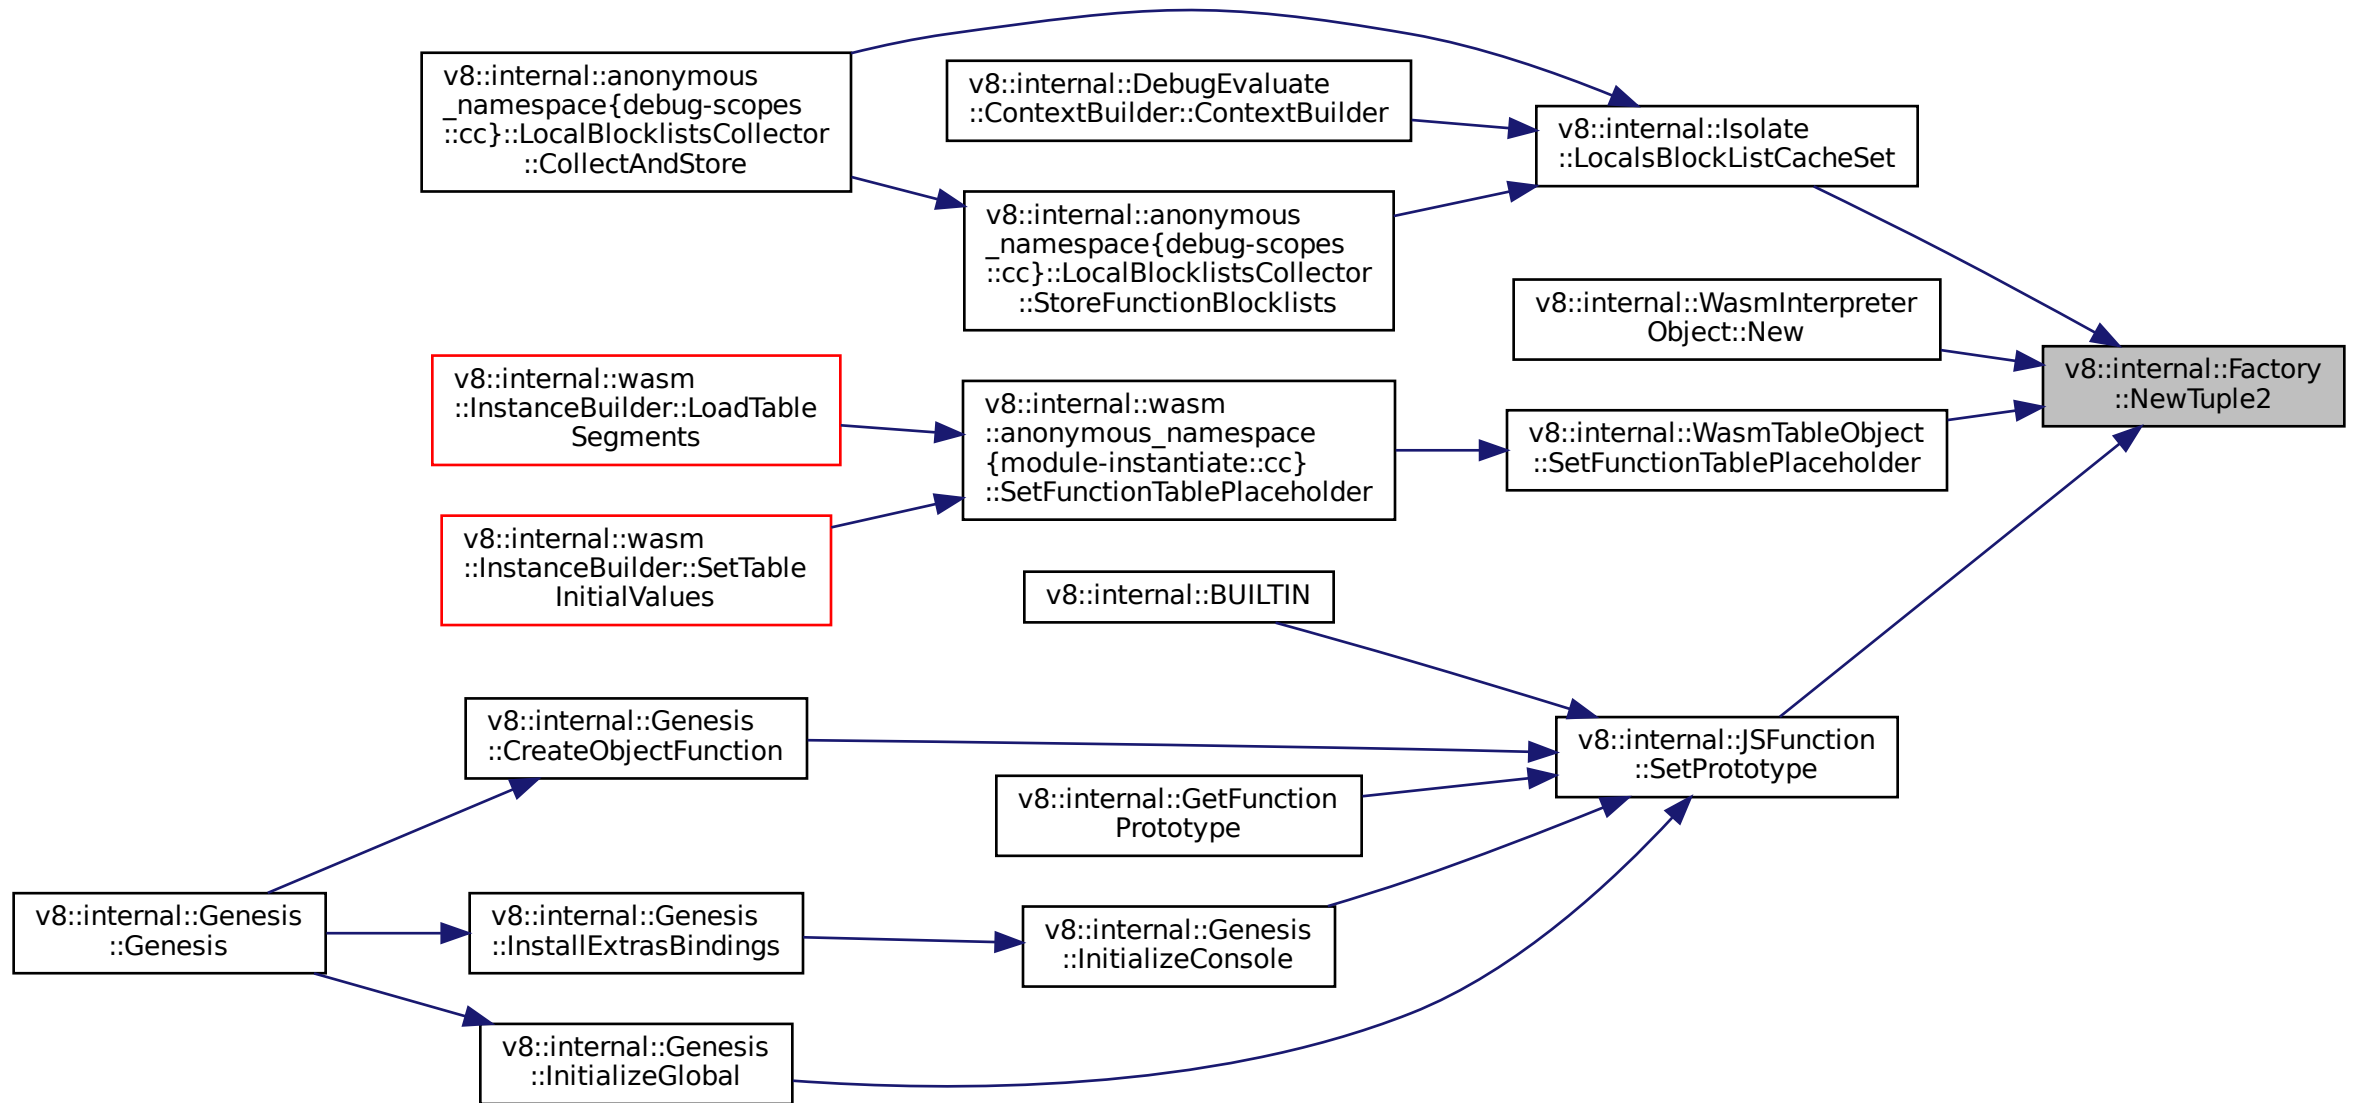 v8::internal::anonymous
_namespace{debug-scopes
::cc}::LocalBlocklistsCollector
::CollectAndStore
v8::internal::DebugEvaluate
::ContextBuilder::ContextBuilder
v8::internal::Isolate
::LocalsBlockListCacheSet
v8::internal::anonymous
_namespace{debug-scopes
::cc}::LocalBlocklistsCollector
::StoreFunctionBlocklists
v8::internal::WasmInterpreter
Object::New
v8::internal::Factory
::NewTuple2
v8::internal::wasm
::InstanceBuilder::LoadTable
Segments
v8::internal::wasm
::anonymous_namespace
{module-instantiate::cc}
::SetFunctionTablePlaceholder
v8::internal::WasmTableObject
::SetFunctionTablePlaceholder
v8::internal::wasm
::InstanceBuilder::SetTable
InitialValues
v8::internal::BUILTIN
v8::internal::Genesis
::CreateObjectFunction
v8::internal::JSFunction
::SetPrototype
v8::internal::GetFunction
Prototype
v8::internal::Genesis
::Genesis
v8::internal::Genesis
::InstallExtrasBindings
v8::internal::Genesis
::InitializeConsole
v8::internal::Genesis
::InitializeGlobal